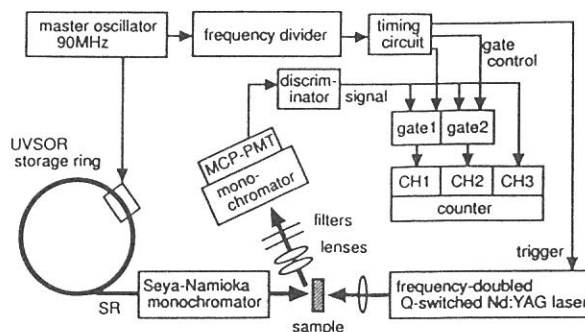 master oscillator
90MHz
frequency divider
timing
circuit
gate
control
discrim-
inator
signal
gate1
gate2
UVSOR
storage ring
MCP-PMT
mono-
chromator
CH1
CH2
CH3
counter
filters
lenses
trigger
SR
Seya-Namioka
monochromator
sample
frequency-doubled
Q-switched Nd:YAG laser